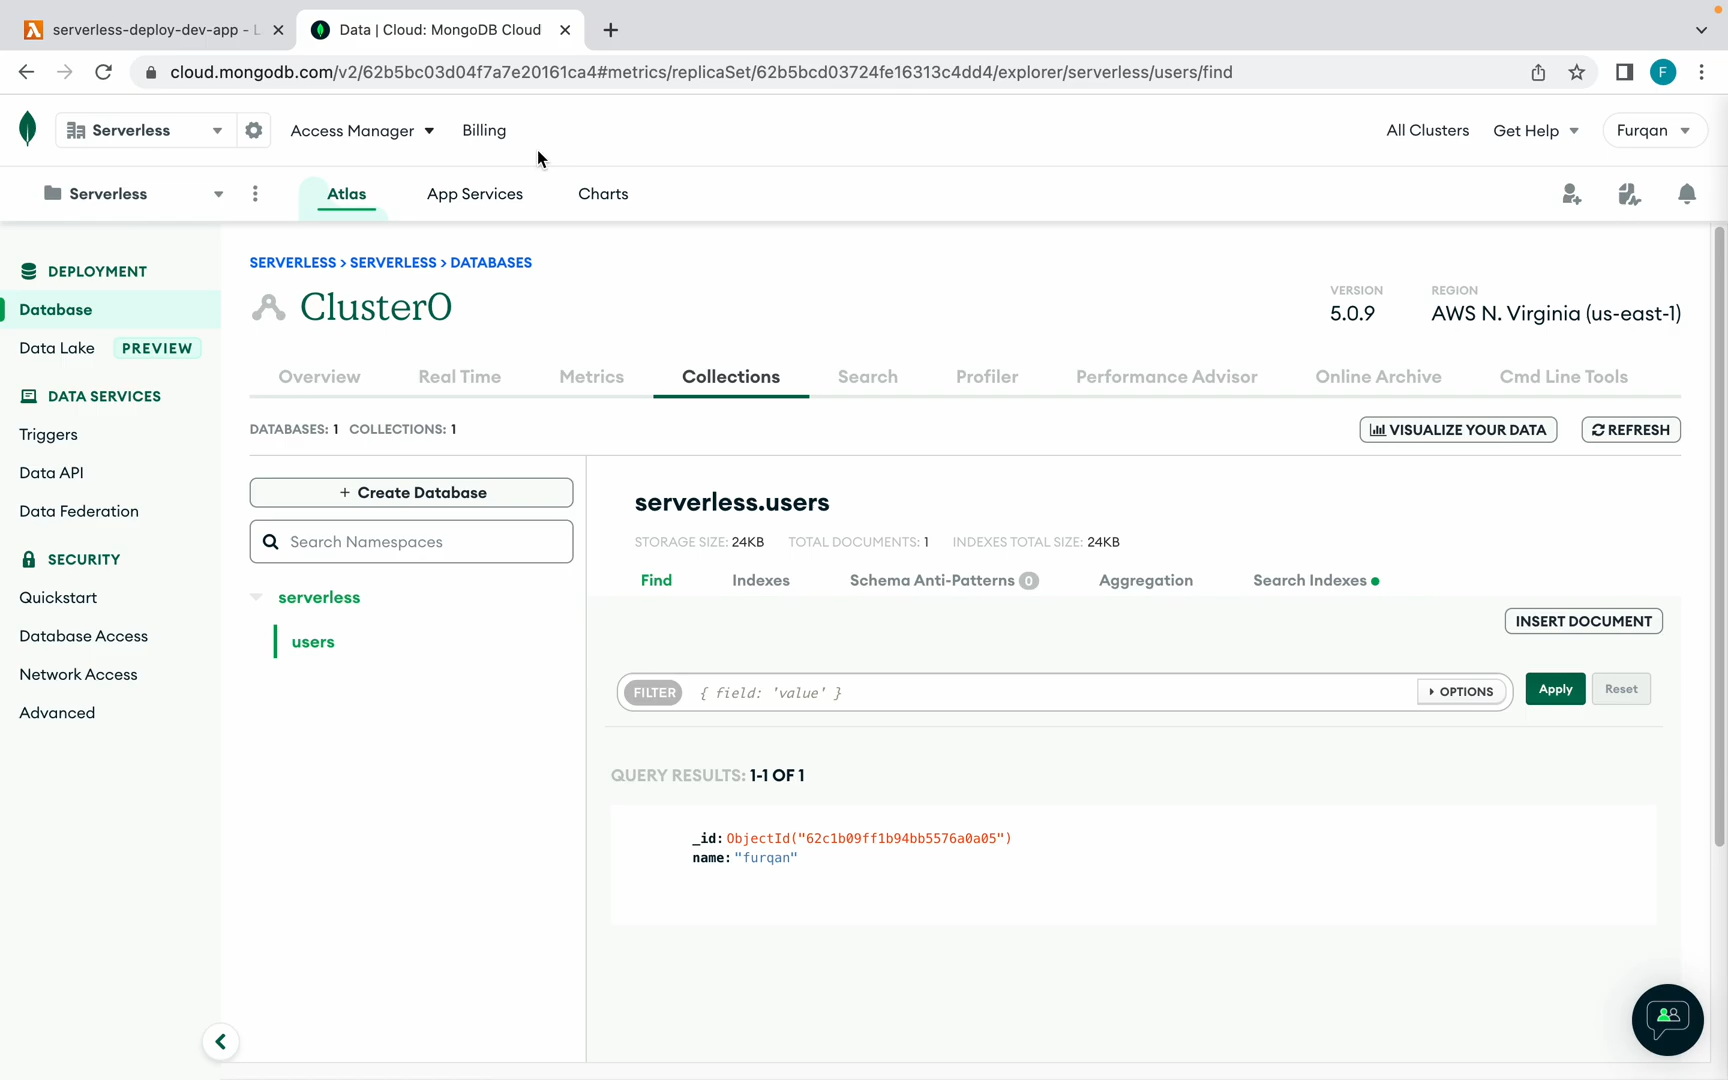 serverless-deploy-dev-app - L
Data | Cloud: MongoDB Cloud
cloud.mongodb.com/v2/62b5bc03d04f7a7e20161ca4#metrics/replicaSet/62b5bcd03724fe16313c4dd4/explorer/serverless/users/find
F
Serverless
Access Manager
Billing
All Clusters
Get Help
Furqan
Serverless
Atlas
App Services
Charts
DEPLOYMENT
Database
Data Lake PREVIEW
DATA SERVICES
Triggers
Data API
Data Federation
SECURITY
Quickstart
Database Access
Network Access
Advanced
SERVERLESS > SERVERLESS > DATABASES
Cluster0
VERSION
5.0.9
REGION
AWS N. Virginia (us-east-1)
Overview
Real Time
Metrics
Collections
Search
Profiler
Performance Advisor
Online Archive
Cmd Line Tools
DATABASES: 1 COLLECTIONS: 1
VISUALIZE YOUR DATA
REFRESH
+ Create Database
Search Namespaces
serverless
users
serverless.users
STORAGE SIZE: 24KB TOTAL DOCUMENTS: 1 INDEXES TOTAL SIZE: 24KB
Find
Indexes
Schema Anti-Patterns 0
Aggregation
Search Indexes
INSERT DOCUMENT
FILTER { field: 'value' }
OPTIONS
Apply
Reset
QUERY RESULTS: 1-1 OF 1
_id: ObjectId("62c1b09ff1b94bb5576a0a05")
name: "furqan"